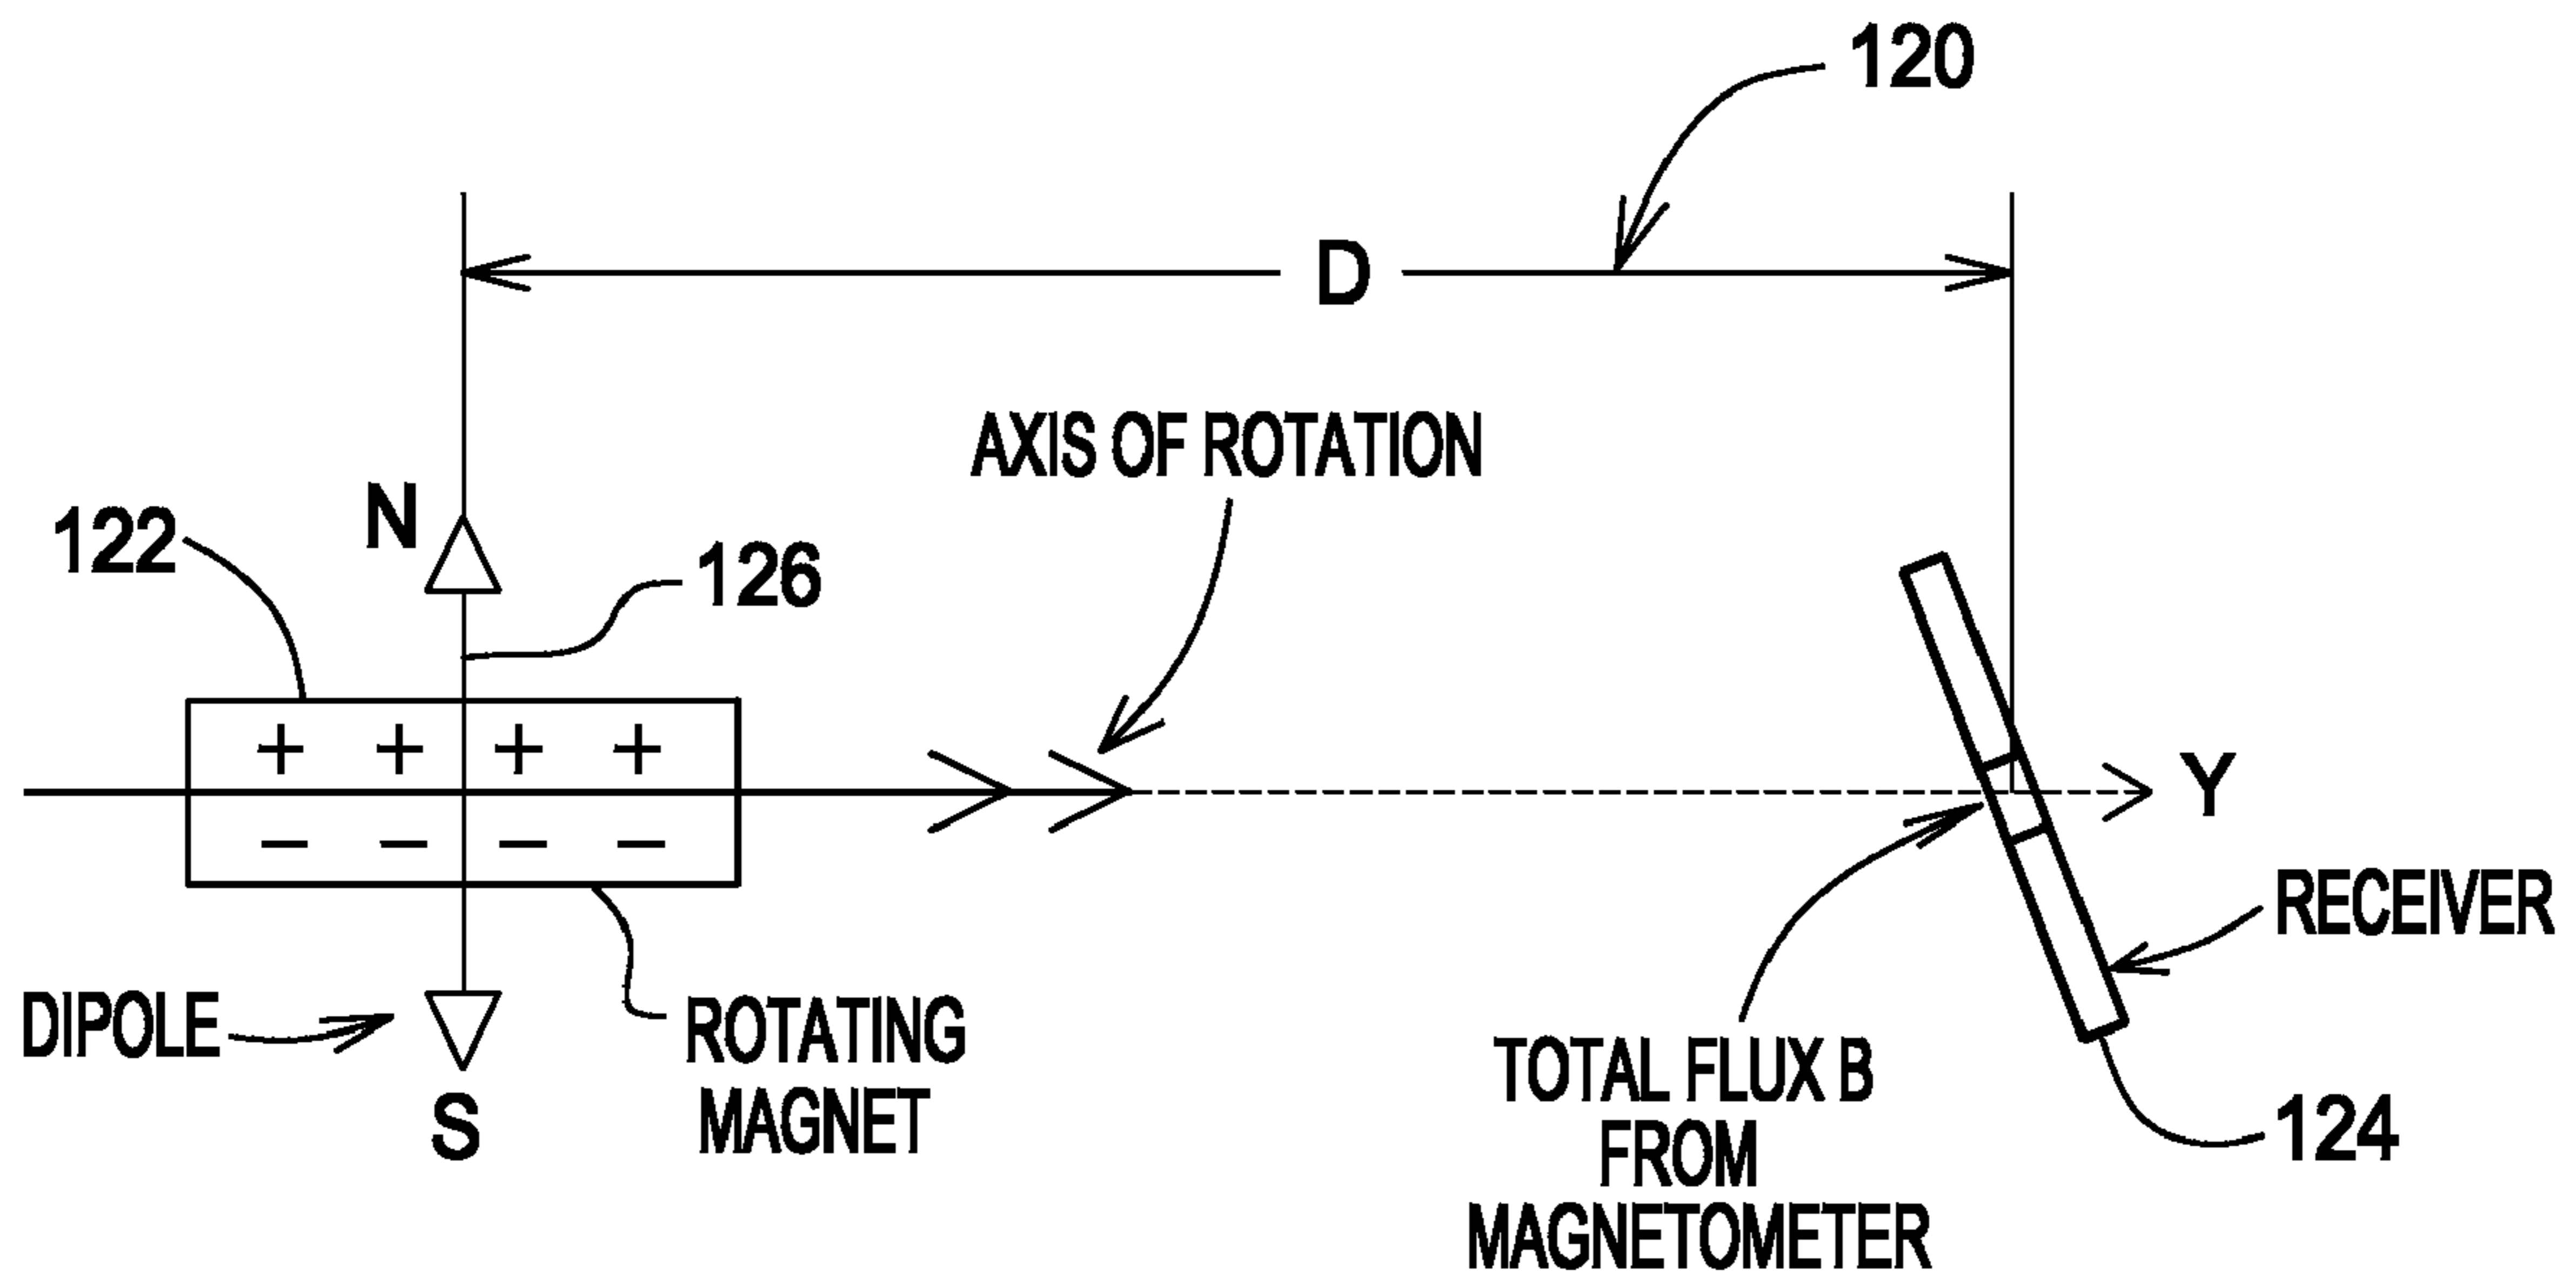 120
D
AXIS OF ROTATION
N
122
126
+ + + +
− − − −
Y
RECEIVER
DIPOLE
ROTATING
MAGNET
S
TOTAL FLUX B
FROM
MAGNETOMETER
124